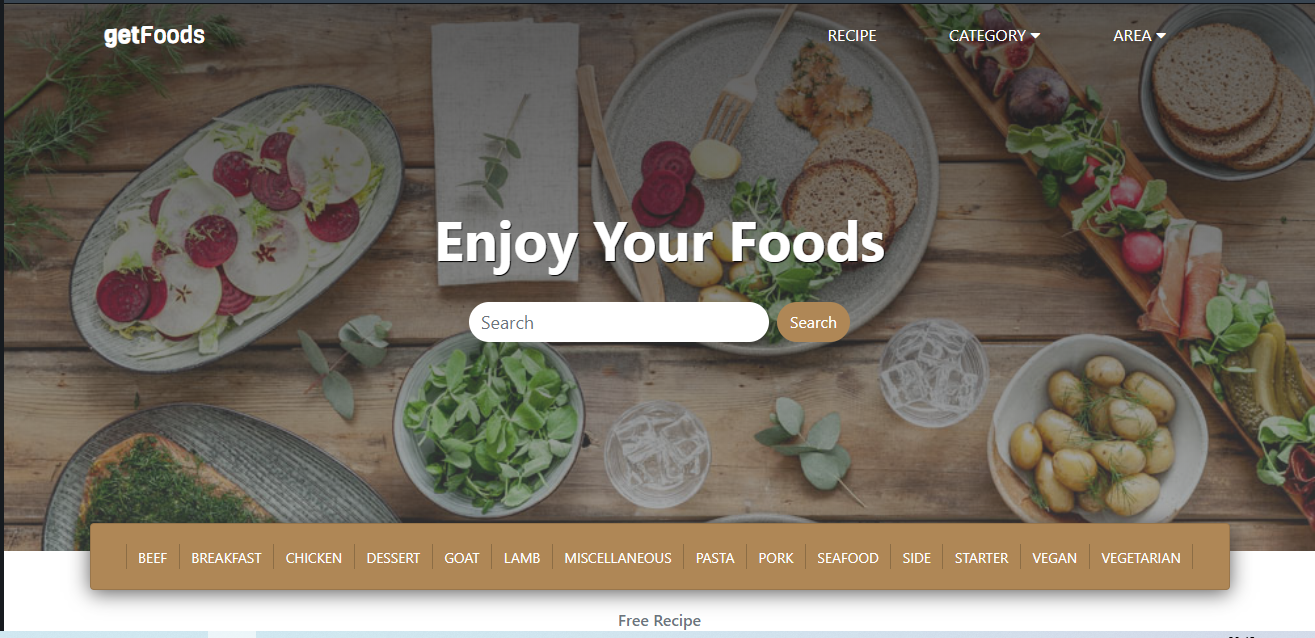 getFoods
RECIPE CATEGORY AREA
Enjoy Your Foods
Search Search
BEEF BREAKFAST CHICKEN DESSERT GOAT LAMB MISCELLANEOUS PASTA PORK SEAFOOD SIDE STARTER VEGAN VEGETARIAN
Free Recipe